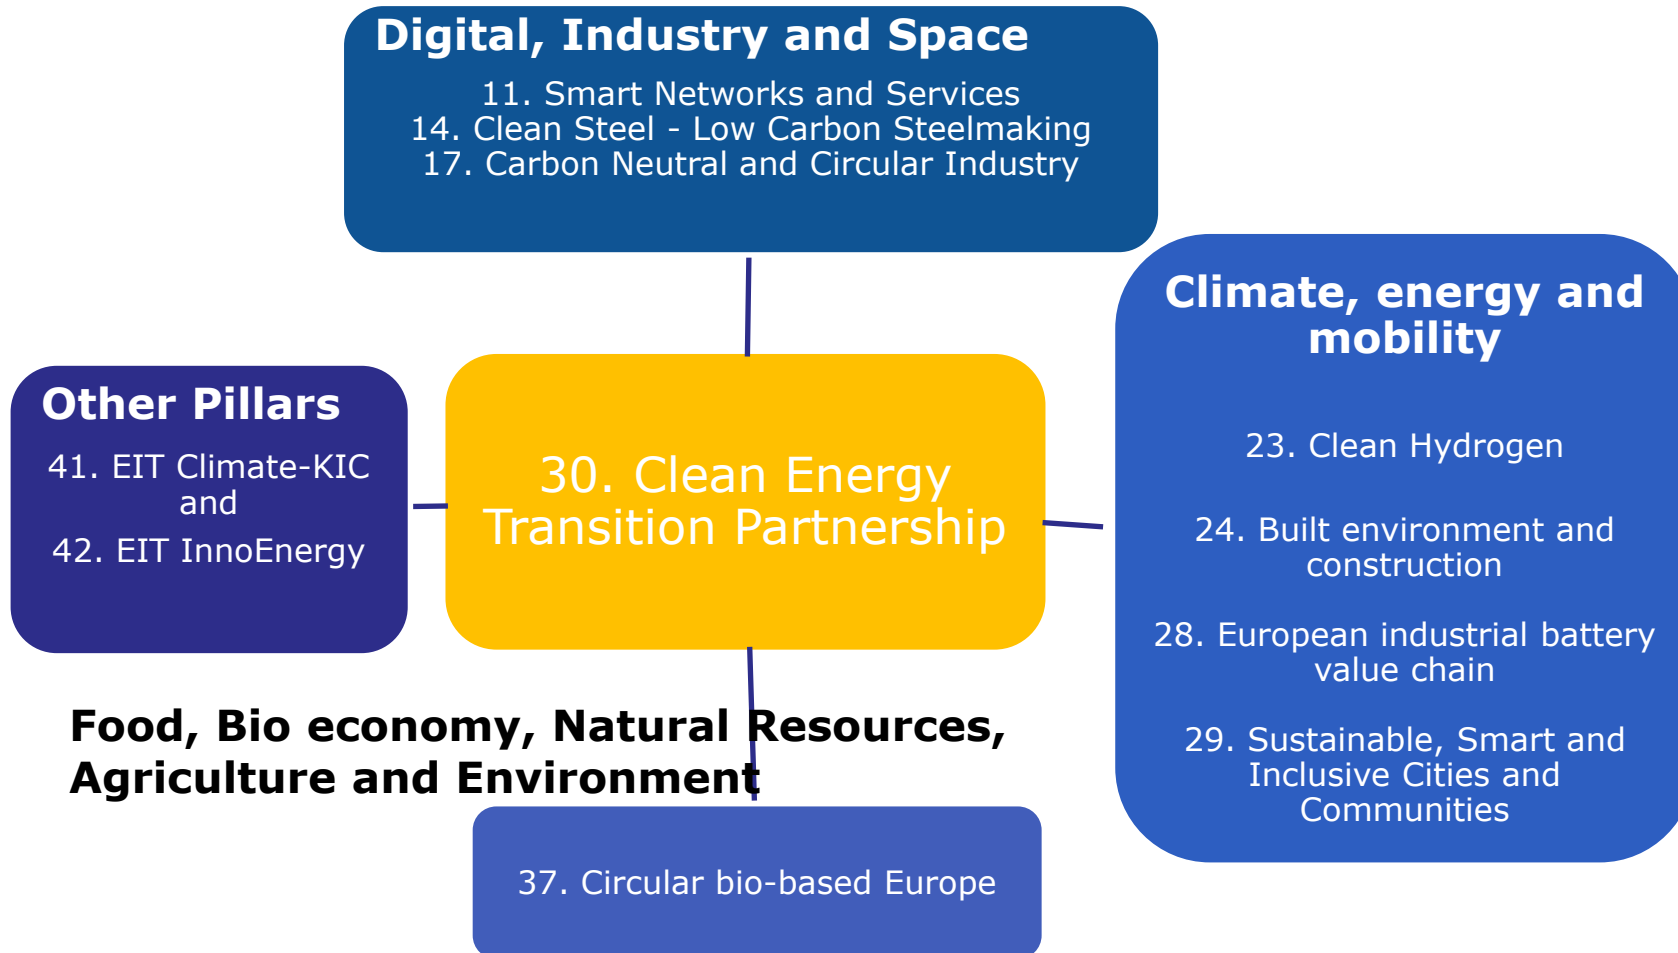 Digital, Industry and Space
11. Smart Networks and Services
14. Clean Steel - Low Carbon Steelmaking
17. Carbon Neutral and Circular Industry
Climate, energy and
mobility
23. Clean Hydrogen
24. Built environment and
construction
28. European industrial battery
value chain
29. Sustainable, Smart and
Inclusive Cities and
Communities
Other Pillars
41. EIT Climate-KIC
and
42. EIT InnoEnergy
30. Clean Energy
Transition Partnership
Food, Bio economy, Natural Resources,
Agriculture and Environment
37. Circular bio-based Europe